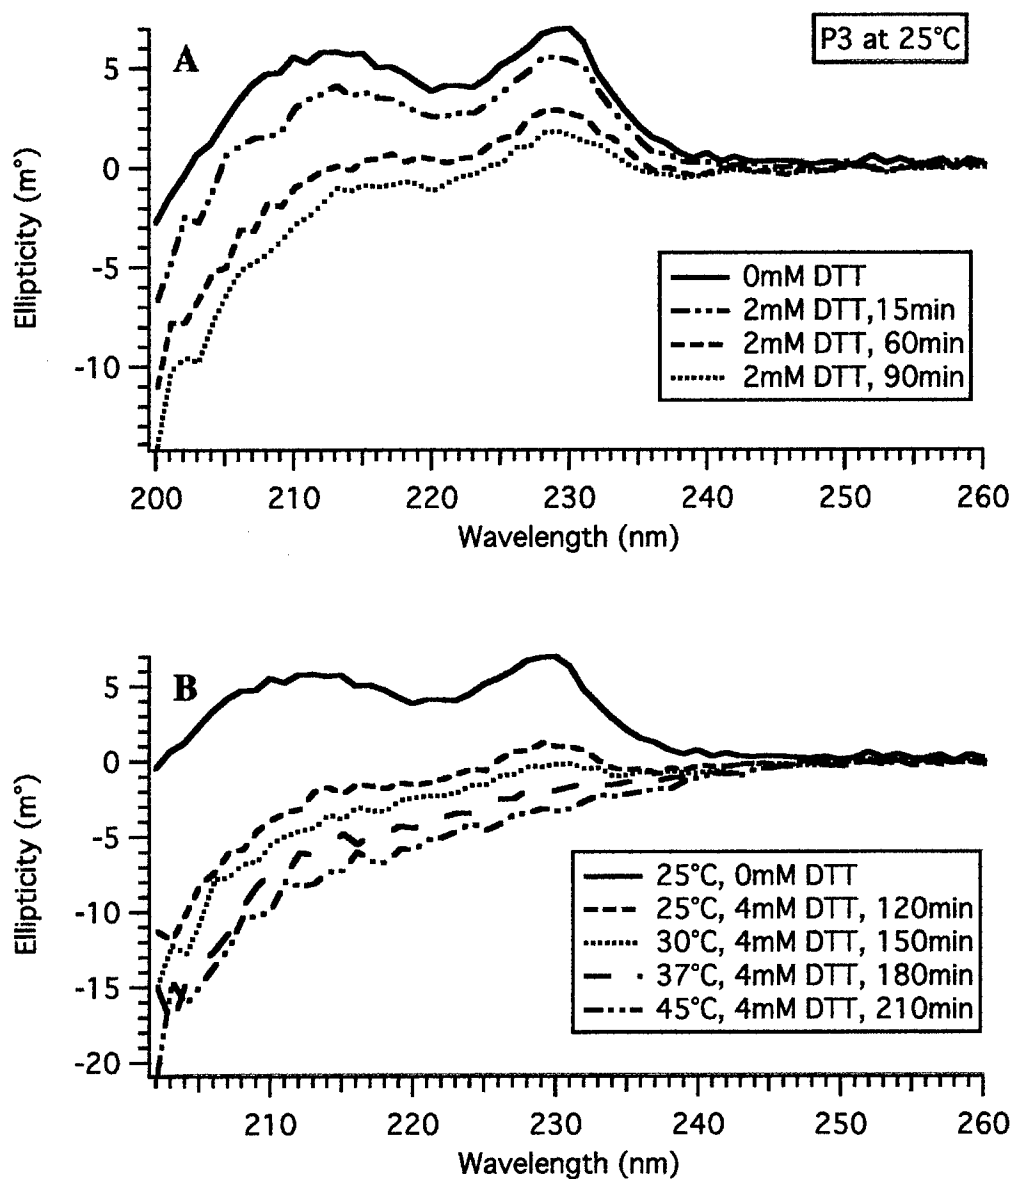 A
P3 at 25°C
5
0
-5
-10
Ellipticity (m°)
0mM DTT
2mM DTT,15min
2mM DTT, 60min
2mM DTT, 90min
200 210 220 230 240 250 260
Wavelength (nm)
B
5
0
-5
-10
-15
-20
Ellipticity (m°)
25°C, 0mM DTT
25°C, 4mM DTT, 120min
30°C, 4mM DTT, 150min
37°C, 4mM DTT, 180min
45°C, 4mM DTT, 210min
210 220 230 240 250 260
Wavelength (nm)